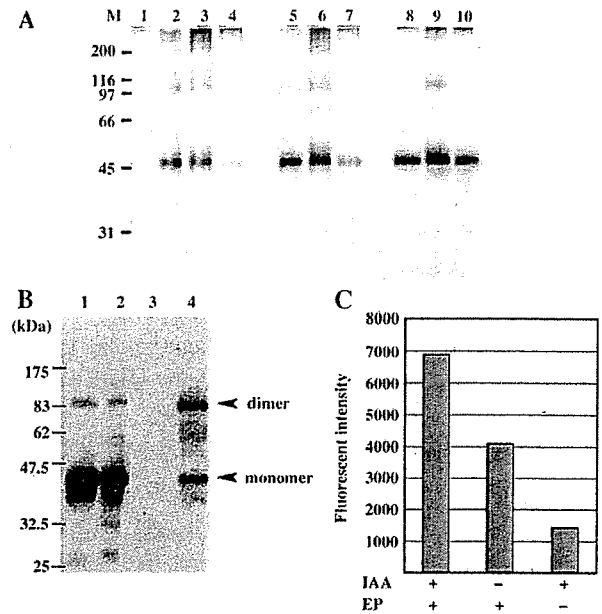 A M 1 2 3 4 5 6 7 8 9 10
200
116
97
66
45
31
B 1 2 3 4
(kDa)
175
83
62
47.5
32.5
25
dimer
monomer
C
Fluorescent intensity
8000
7000
6000
5000
4000
3000
2000
1000
IAA + - +
EP + + -